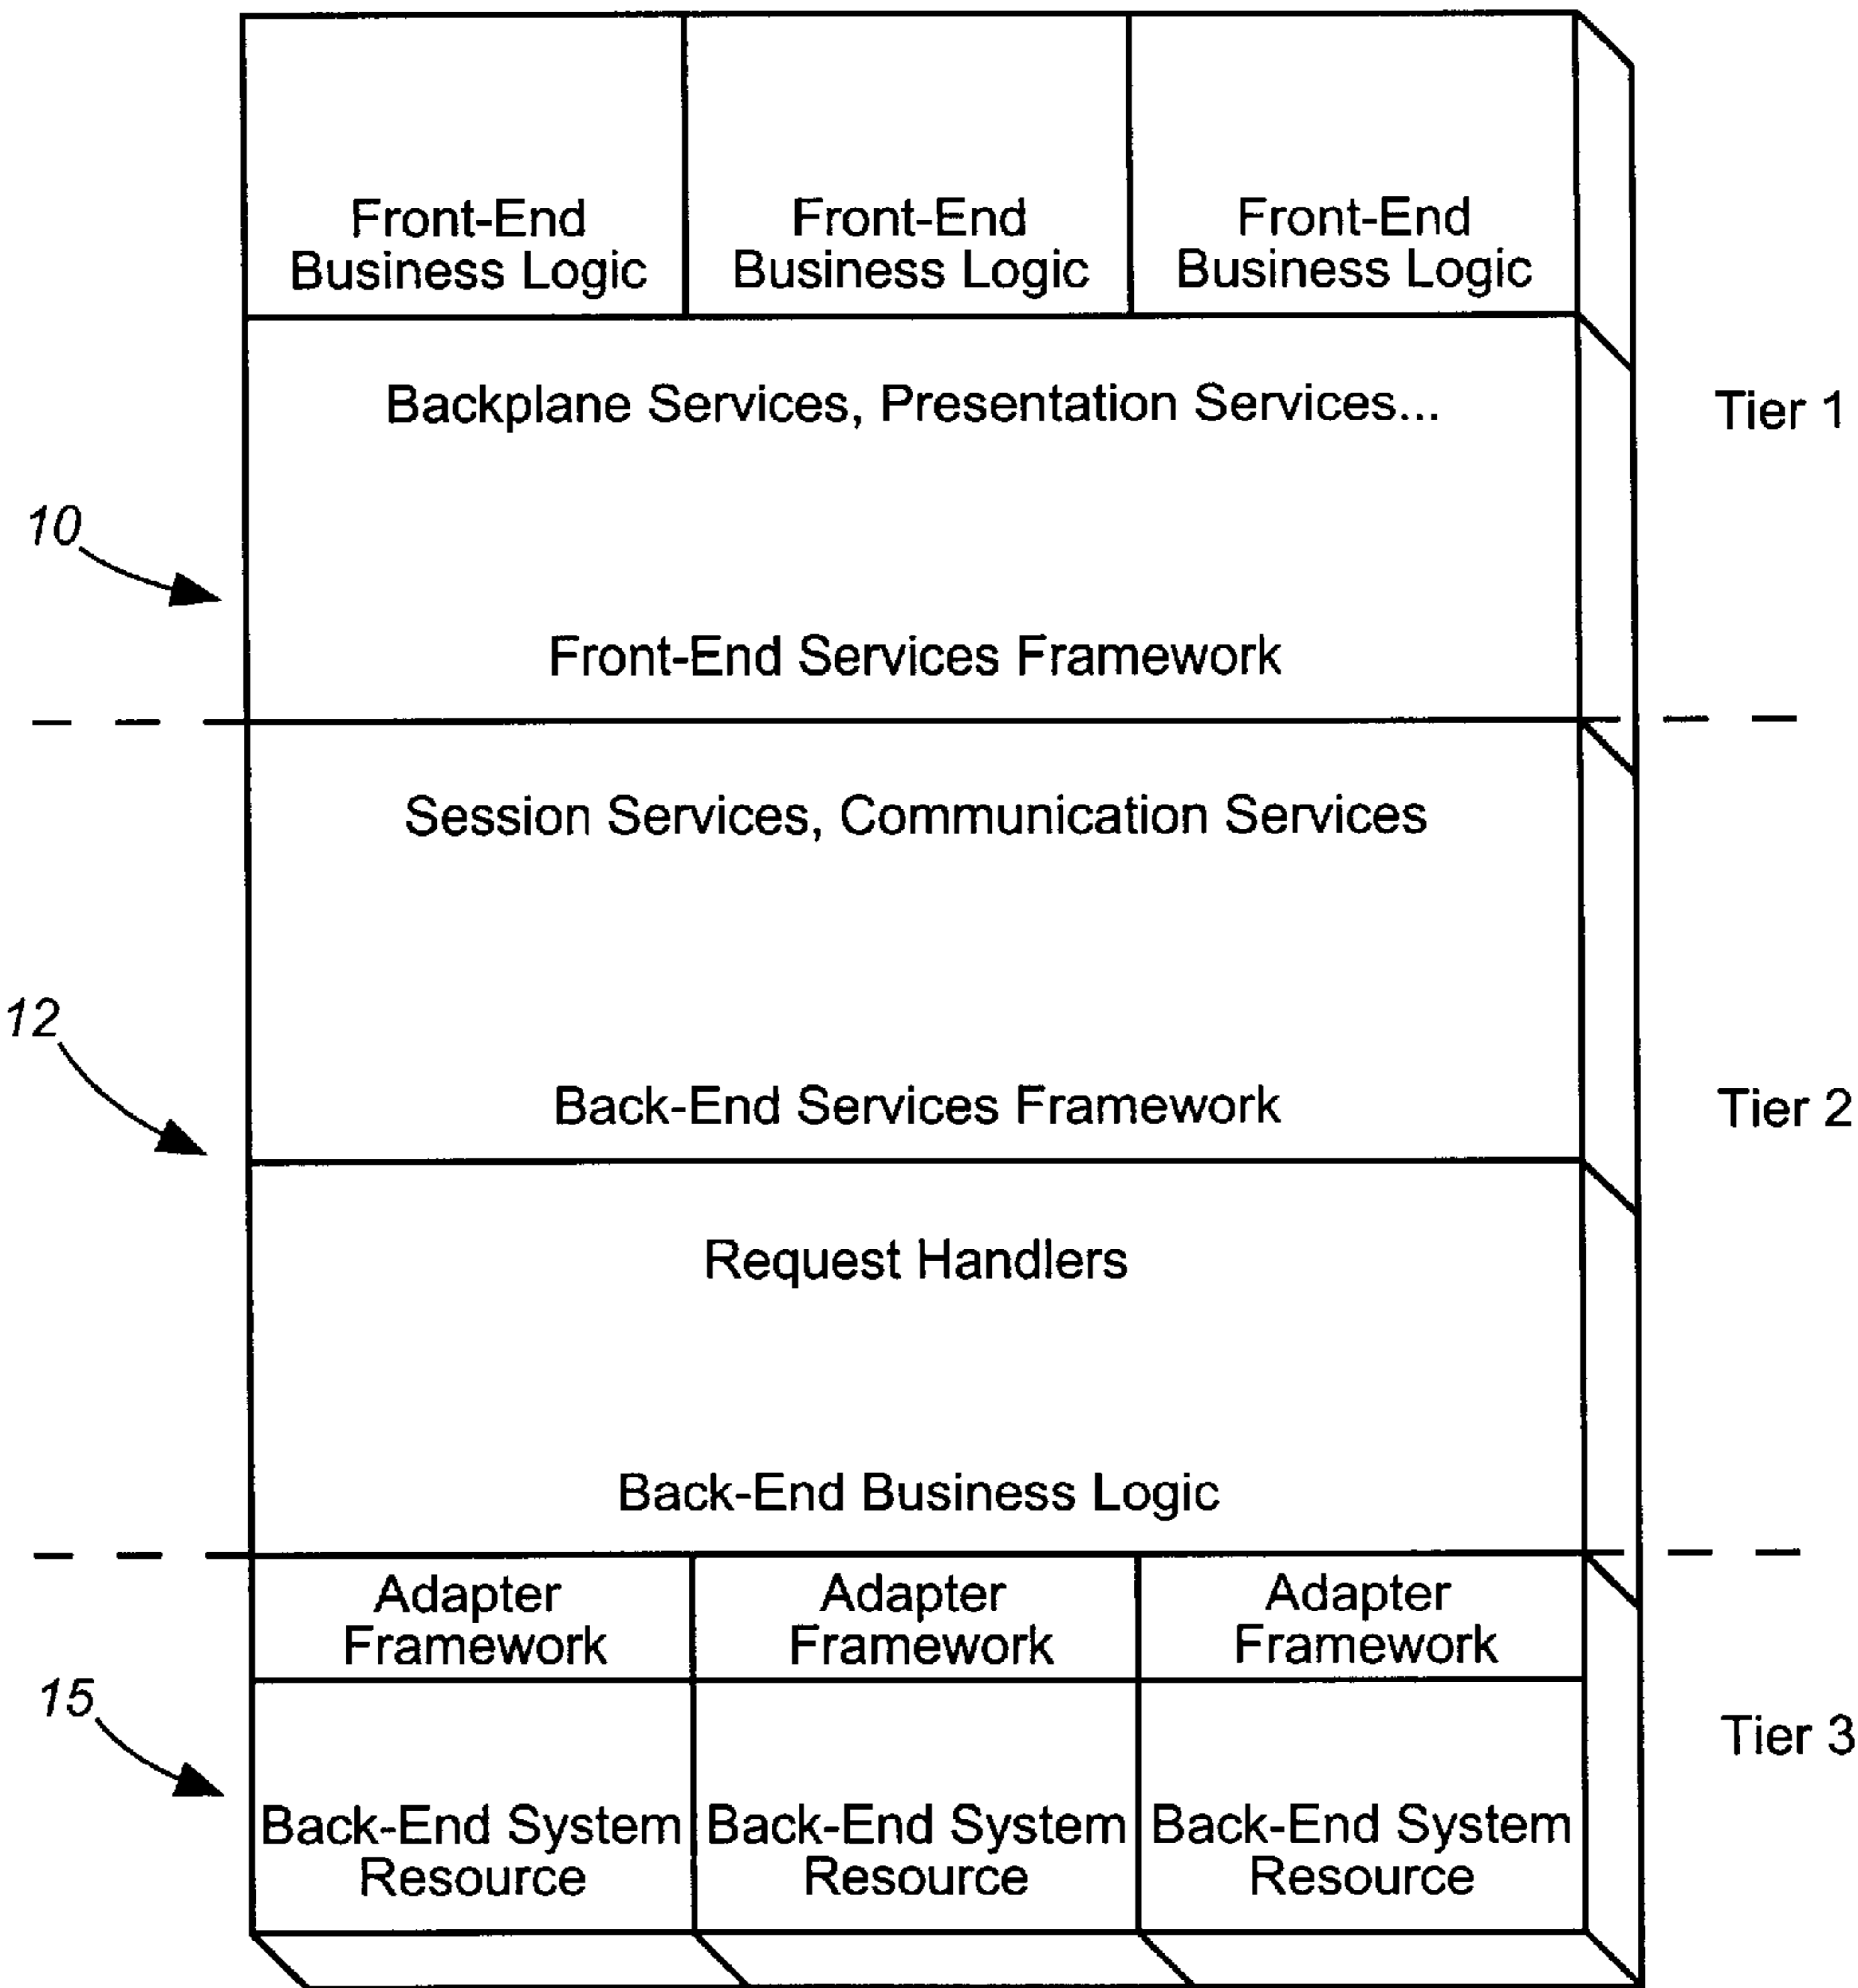 Front-End Business Logic
Front-End Business Logic
Front-End Business Logic
Backplane Services, Presentation Services...
Tier 1
10
Front-End Services Framework
Session Services, Communication Services
12
Back-End Services Framework
Tier 2
Request Handlers
Back-End Business Logic
Adapter Framework
Adapter Framework
Adapter Framework
15
Tier 3
Back-End System Resource
Back-End System Resource
Back-End System Resource